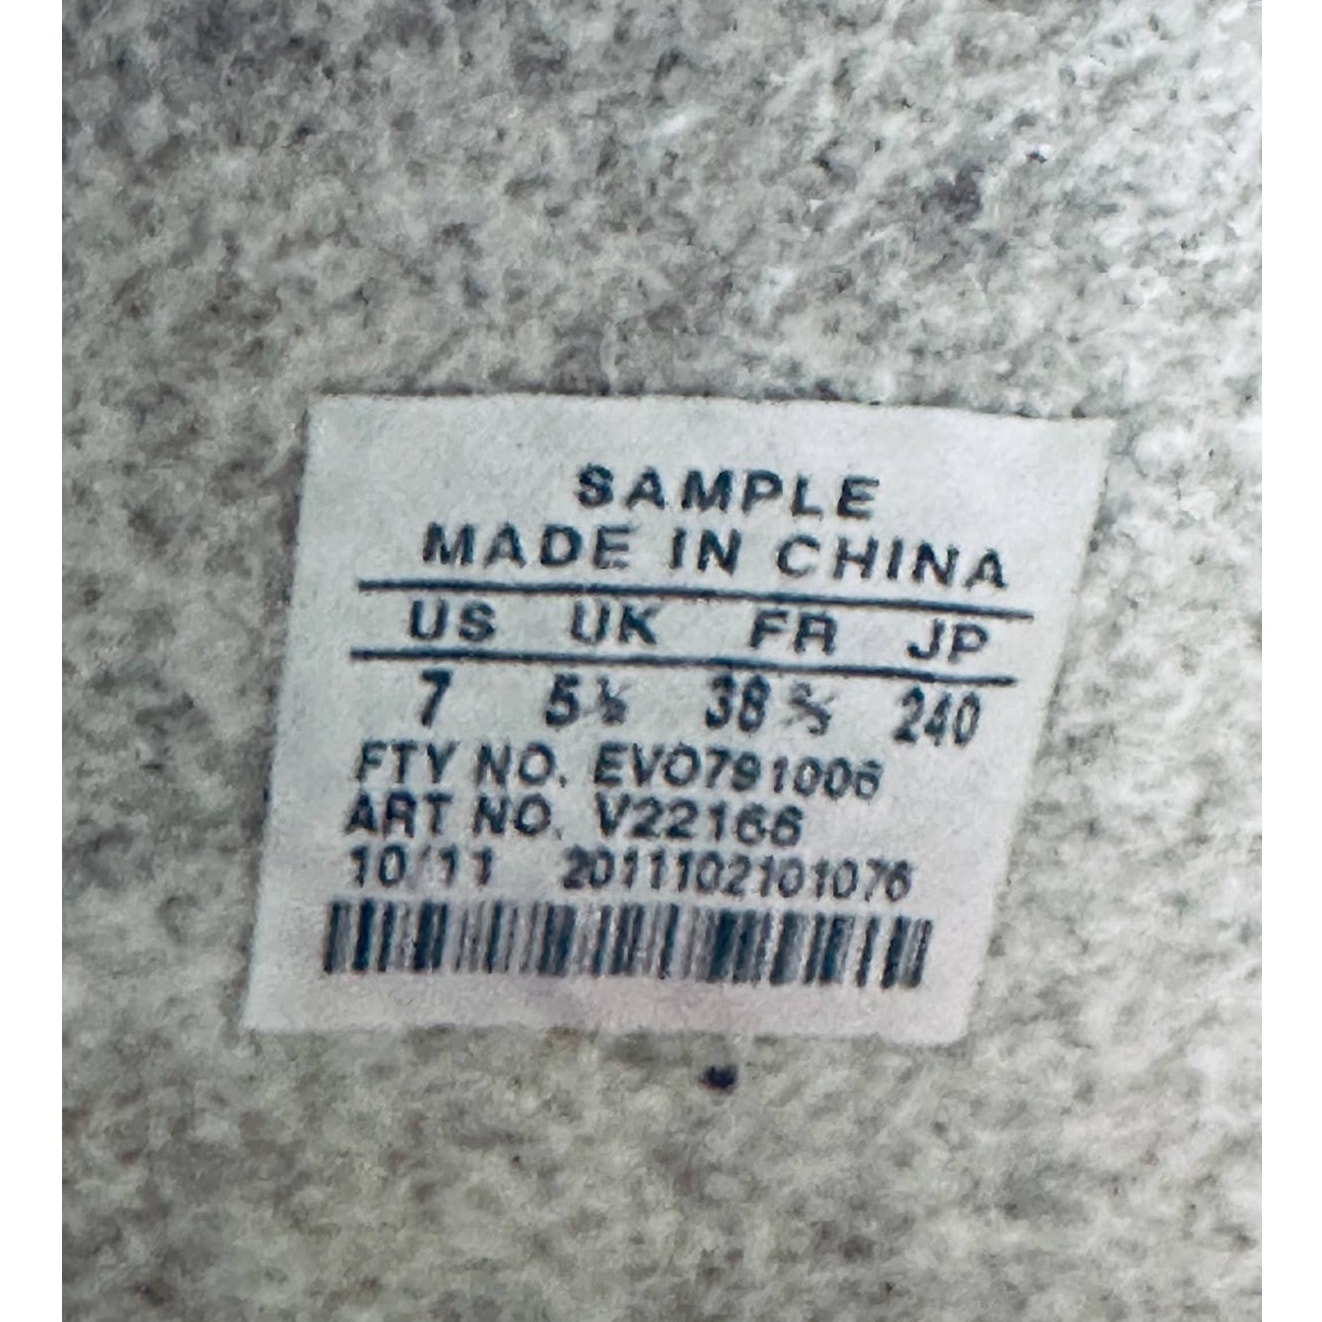 SAMPLE
MADE IN CHINA
US UK FR JP
7 5½ 38⅔ 240
FTY NO. EVO791006
ART NO. V22166
10/11 2011102101076